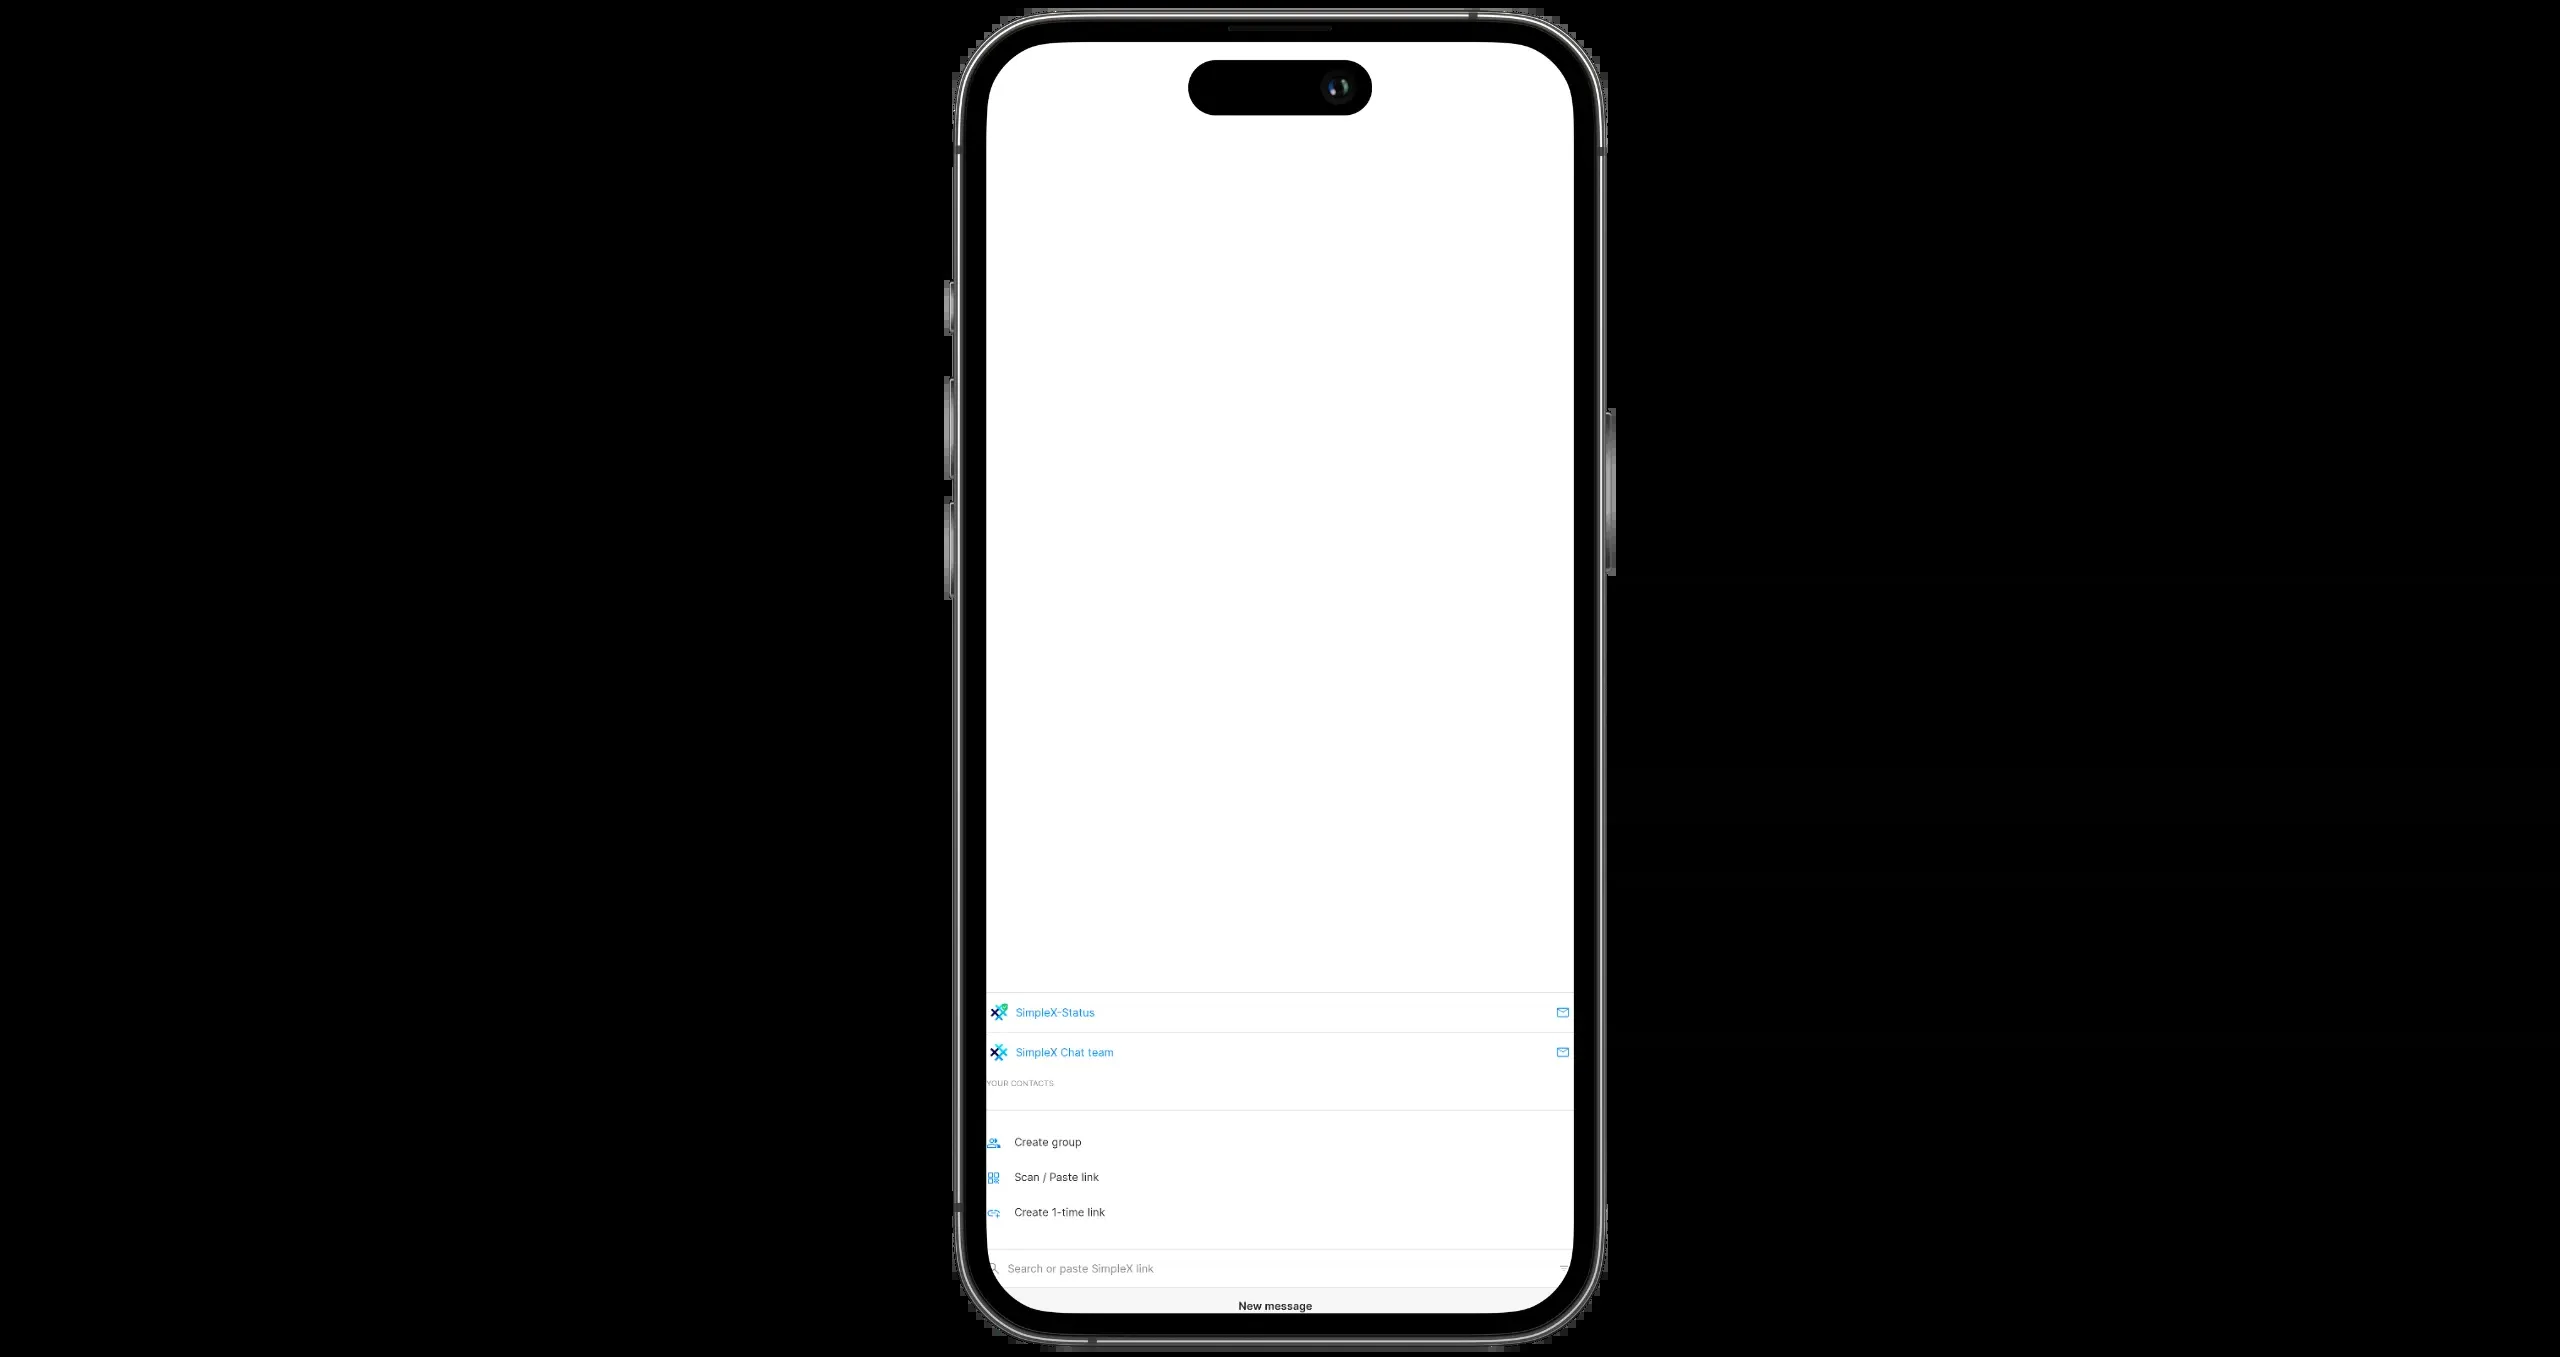 SimpleX-Status
SimpleX Chat team
YOUR CONTACTS
Create group
Scan / Paste link
Create 1-time link
Search or paste SimpleX link
New message